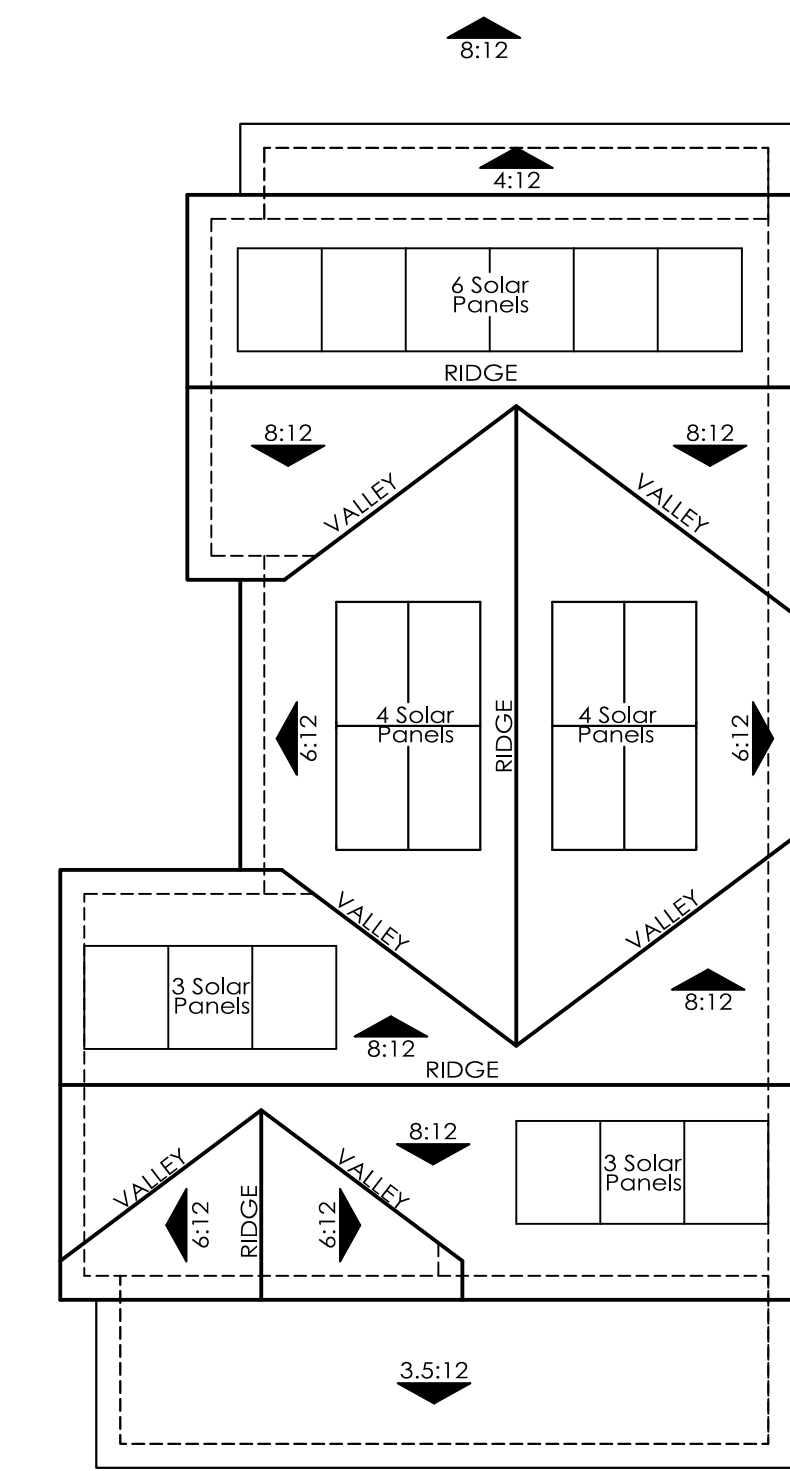 8:12
4:12
6 Solar
Panels
RIDGE
8:12
8:12
VALLEY
VALLEY
6:12
4 Solar
Panels
RIDGE
4 Solar
Panels
6:12
VALLEY
VALLEY
3 Solar
Panels
8:12
8:12
RIDGE
8:12
VALLEY
VALLEY
3 Solar
Panels
6:12
RIDGE
6:12
3.5:12